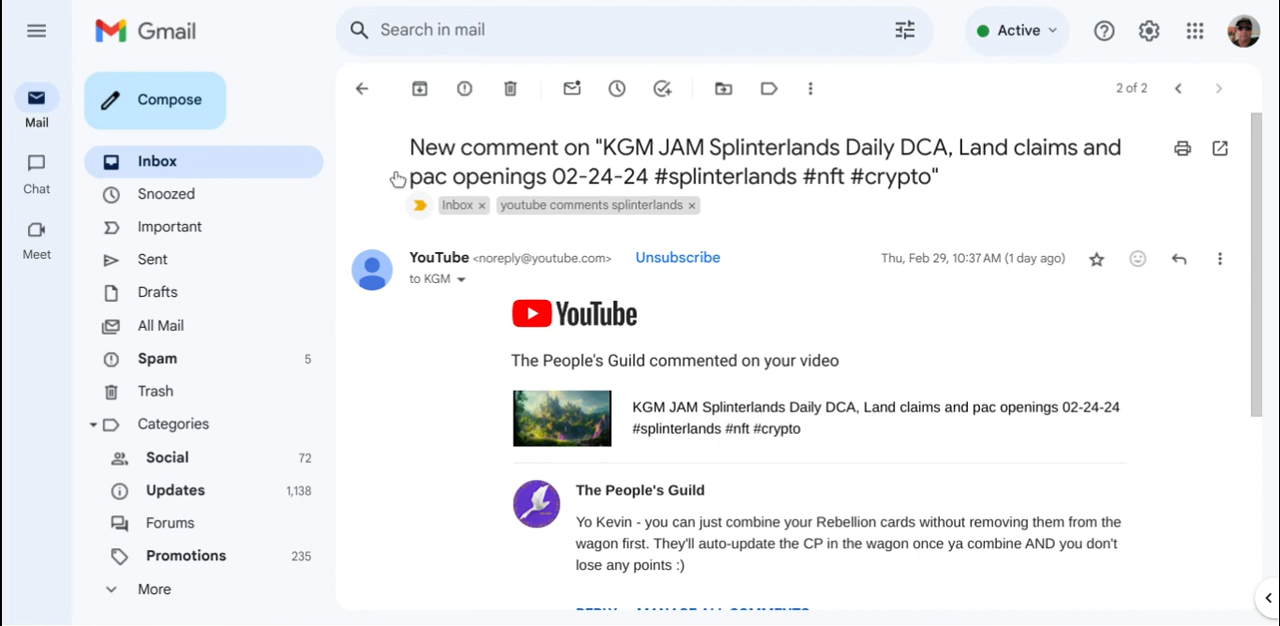 Gmail
Search in mail
Active
Compose
2 of 2
Mail
Chat
Meet
Inbox
Snoozed
Important
Sent
Drafts
All Mail
Spam 5
Trash
Categories
Social 72
Updates 1,138
Forums
Promotions 235
More
New comment on "KGM JAM Splinterlands Daily DCA, Land claims and
pac openings 02-24-24 #splinterlands #nft #crypto"
Inbox × youtube comments splinterlands ×
YouTube <noreply@youtube.com> Unsubscribe Thu, Feb 29, 10:37 AM (1 day ago)
to KGM
YouTube
The People's Guild commented on your video
KGM JAM Splinterlands Daily DCA, Land claims and pac openings 02-24-24
#splinterlands #nft #crypto
The People's Guild
Yo Kevin - you can just combine your Rebellion cards without removing them from the
wagon first. They'll auto-update the CP in the wagon once ya combine AND you don't
lose any points :)
REPLY MANAGE ALL COMMENTS